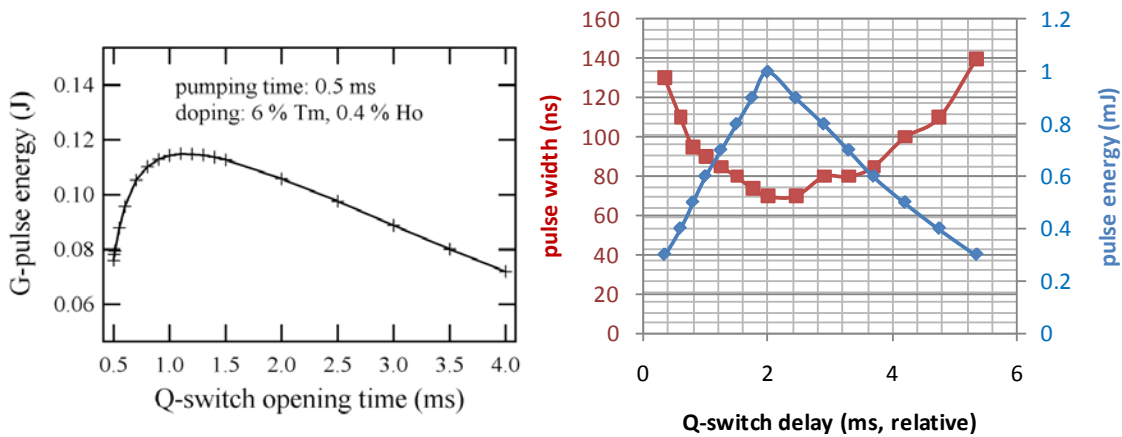 G-pulse energy (J)
0.14
0.12
0.10
0.08
0.06
pumping time: 0.5 ms
doping: 6 % Tm, 0.4 % Ho
0.5 1.0 1.5 2.0 2.5 3.0 3.5 4.0
Q-switch opening time (ms)
pulse width (ns)
160
140
120
100
80
60
40
20
0
1.2
1
0.8
0.6
0.4
0.2
0
pulse energy (mJ)
0 2 4 6
Q-switch delay (ms, relative)